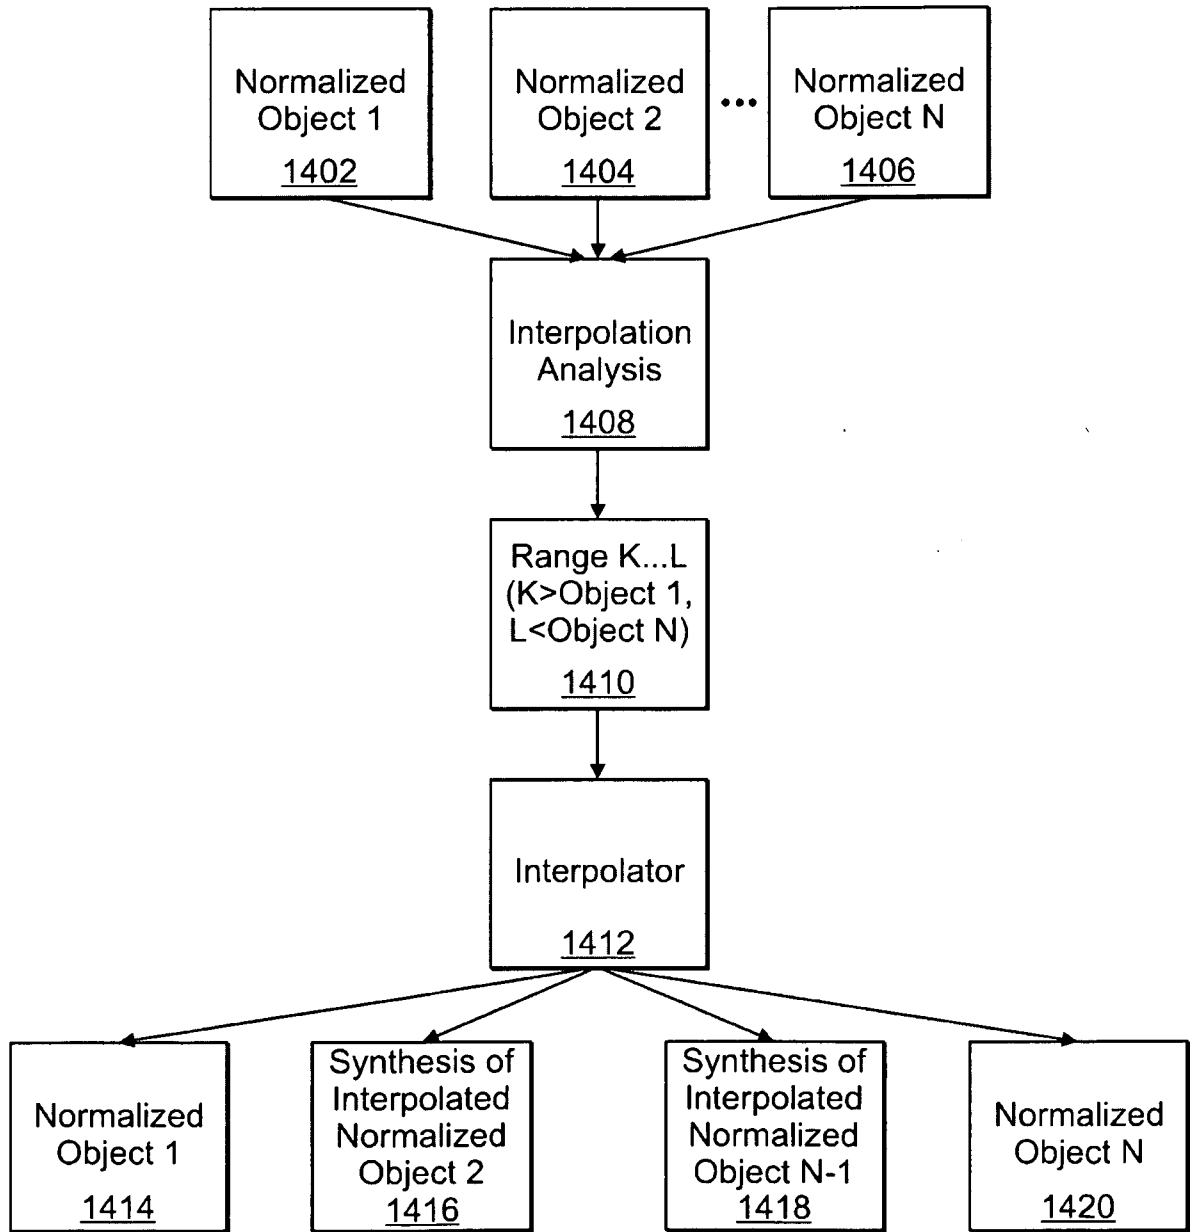 Normalized
Object 1
1402
Normalized
Object 2
1404
...
Normalized
Object N
1406
Interpolation
Analysis
1408
Range K...L
(K>Object 1,
L<Object N)
1410
Interpolator
1412
Normalized
Object 1
1414
Synthesis of
Interpolated
Normalized
Object 2
1416
Synthesis of
Interpolated
Normalized
Object N-1
1418
Normalized
Object N
1420